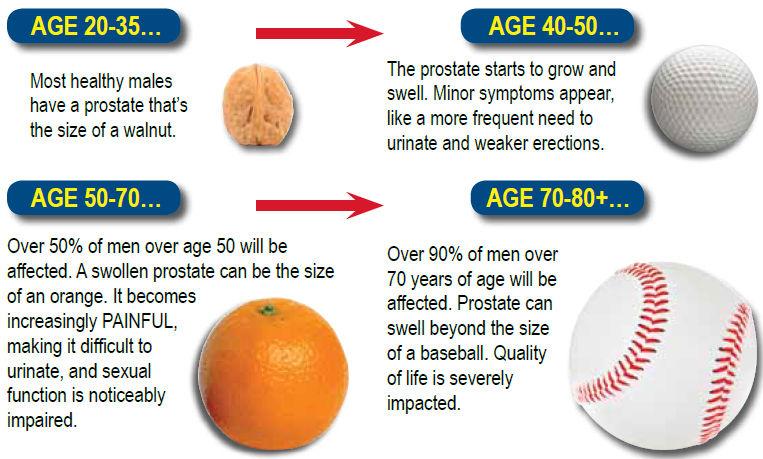 AGE 20-35...
Most healthy males
have a prostate that's
the size of a walnut.
AGE 40-50...
The prostate starts to grow and
swell. Minor symptoms appear,
like a more frequent need to
urinate and weaker erections.
AGE 50-70...
Over 50% of men over age 50 will be
affected. A swollen prostate can be the size
of an orange. It becomes
increasingly PAINFUL,
making it difficult to
urinate, and sexual
function is noticeably
impaired.
AGE 70-80+...
Over 90% of men over
70 years of age will be
affected. Prostate can
swell beyond the size
of a baseball. Quality
of life is severely
impacted.